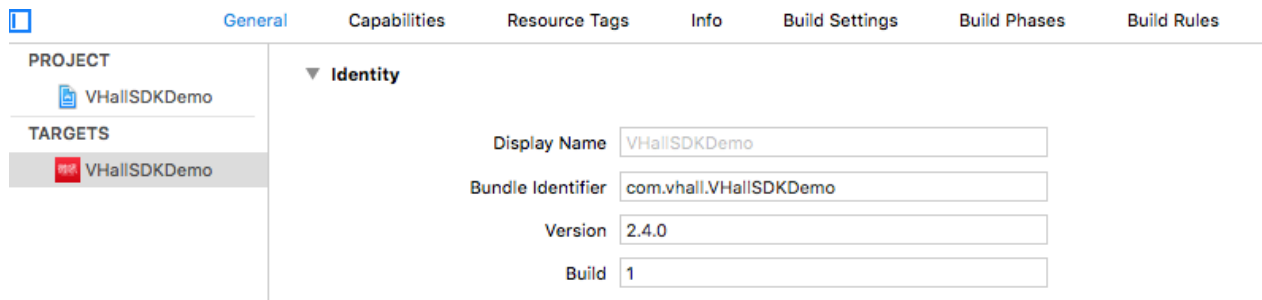 General Capabilities Resource Tags Info Build Settings Build Phases Build Rules
PROJECT
VHallSDKDemo
TARGETS
VHallSDKDemo
Identity
Display Name VHallSDKDemo
Bundle Identifier com.vhall.VHallSDKDemo
Version 2.4.0
Build 1